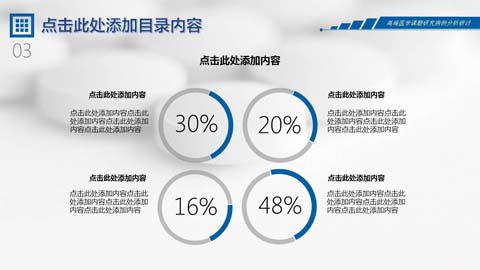 点击此处添加目录内容
高端医学课题研究病例分析研讨
03
点击此处添加内容
点击此处添加内容
点击此处添加内容点击此
处添加内容点击此处添加
内容点击此处添加内容
30%
20%
点击此处添加内容
点击此处添加内容点击此
处添加内容点击此处添加
内容点击此处添加内容
点击此处添加内容
点击此处添加内容点击此
处添加内容点击此处添加
内容点击此处添加内容
16%
48%
点击此处添加内容
点击此处添加内容点击此
处添加内容点击此处添加
内容点击此处添加内容